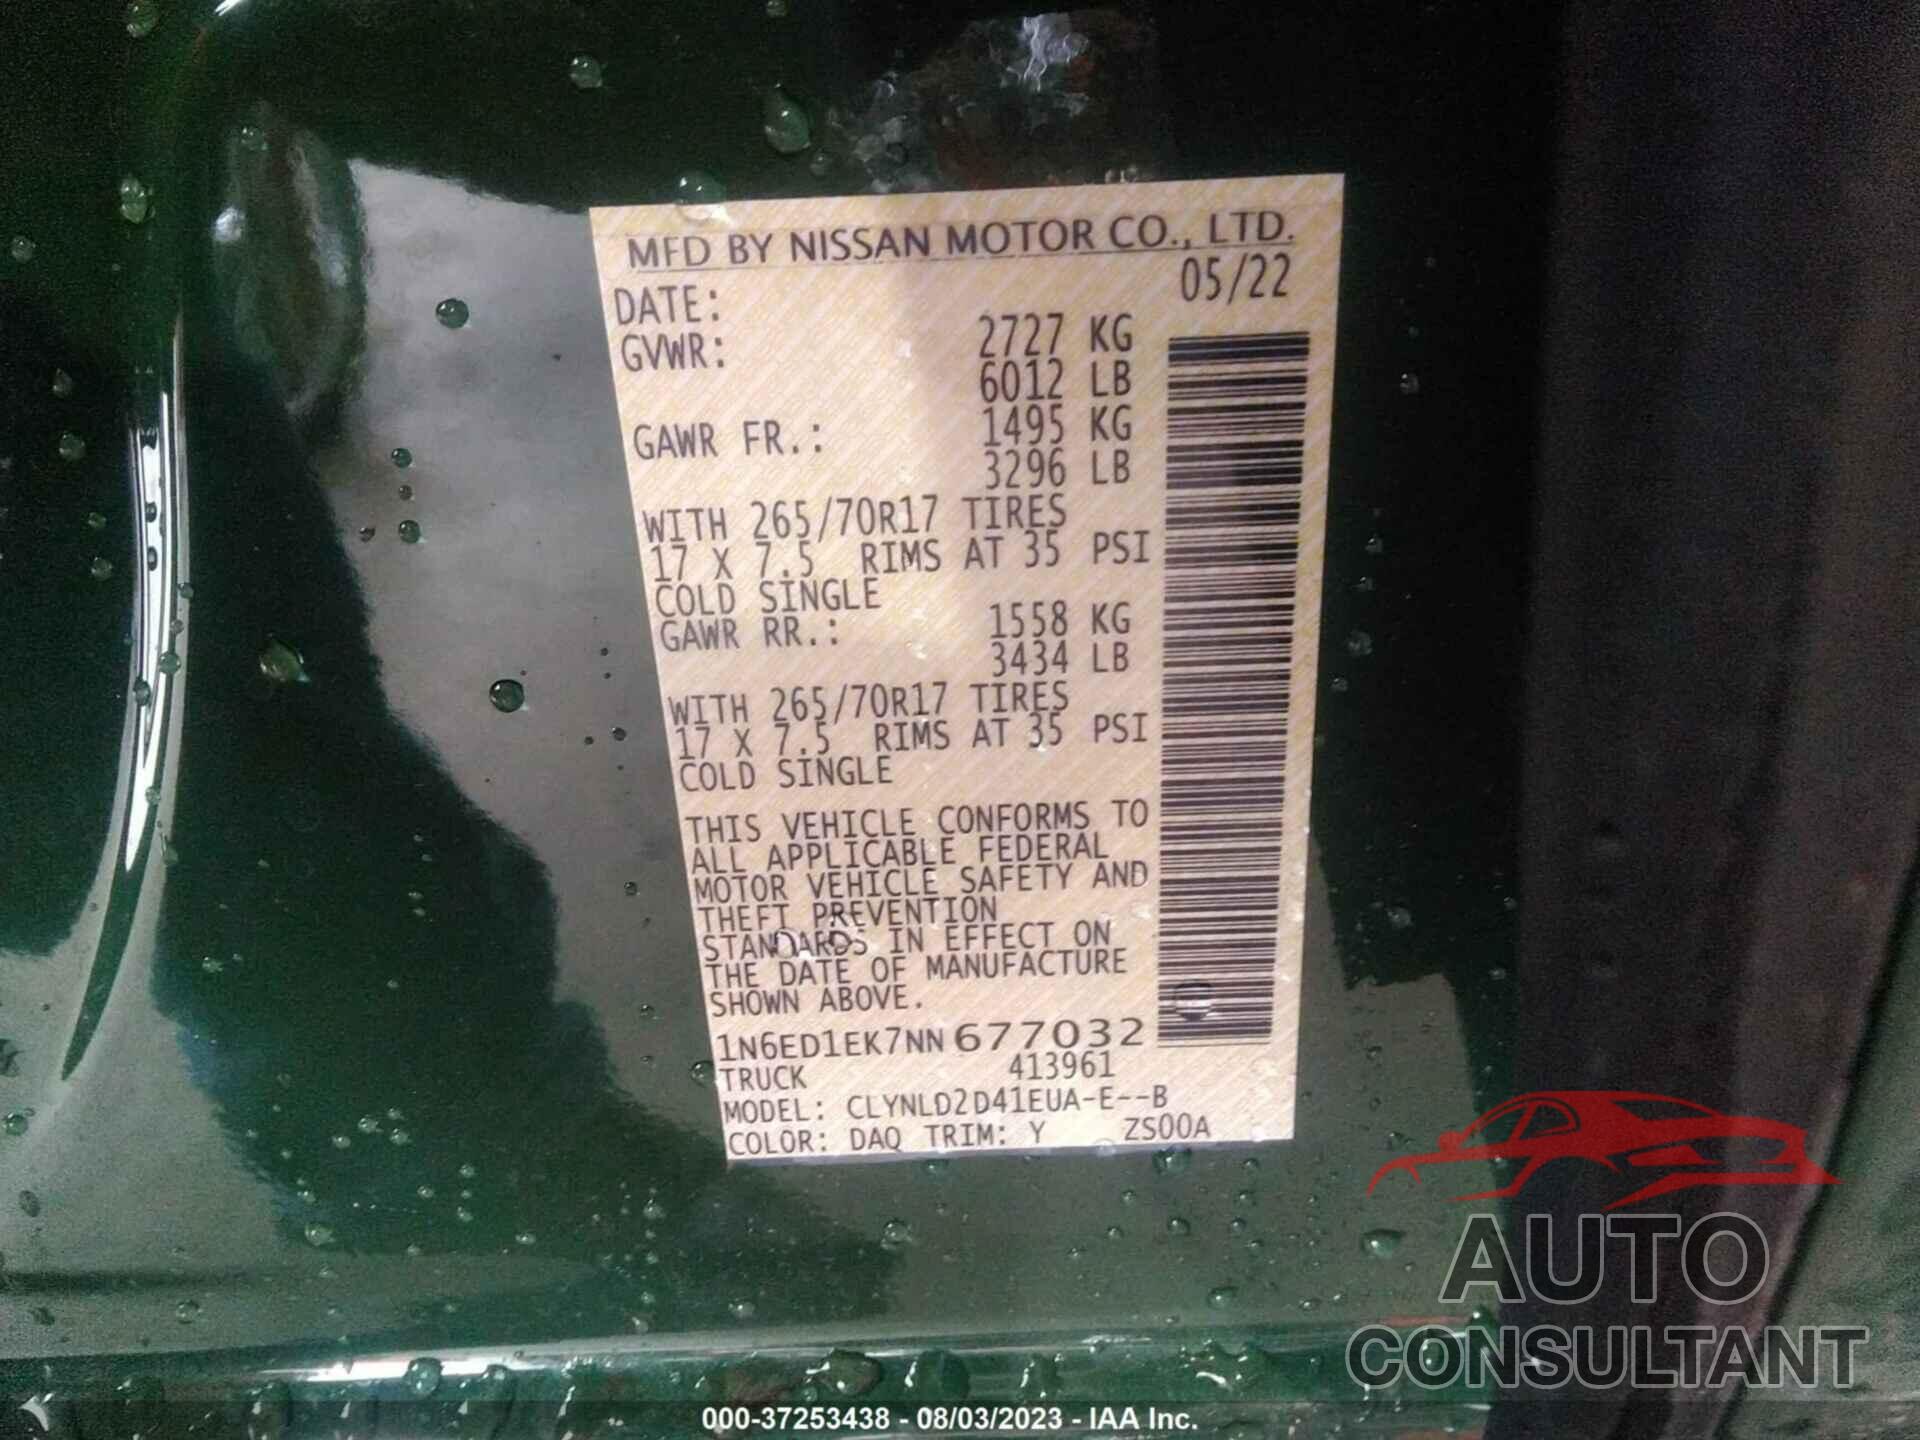 MFD BY NISSAN MOTOR CO., LTD.
DATE: 05/22
GVWR: 2727 KG
6012 LB
GAWR FR.: 1495 KG
3296 LB
WITH 265/70R17 TIRES
17 X 7.5 RIMS AT 35 PSI
COLD SINGLE
GAWR RR.: 1558 KG
3434 LB
WITH 265/70R17 TIRES
17 X 7.5 RIMS AT 35 PSI
COLD SINGLE
THIS VEHICLE CONFORMS TO
ALL APPLICABLE FEDERAL
MOTOR VEHICLE SAFETY AND
THEFT PREVENTION
STANDARDS IN EFFECT ON
THE DATE OF MANUFACTURE
SHOWN ABOVE.
1N6ED1EK7NN677032
TRUCK 413961
MODEL: CLYNLD2D41EUA-E--B
COLOR: DAQ TRIM: Y ZS00A
AUTO
CONSULTANT
000-37253438 - 08/03/2023 - IAA Inc.